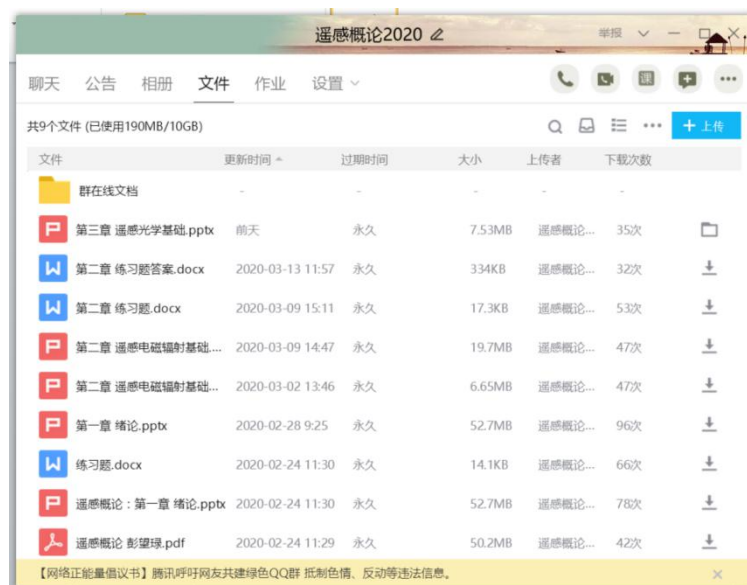 遥感概论2020
举报
聊天 公告 相册 文件 作业 设置
课
共9个文件 (已使用190MB/10GB)
+ 上传
文件 更新时间 过期时间 大小 上传者 下载次数
群在线文档 - - - - -
第三章 遥感光学基础.pptx 前天 永久 7.53MB 遥感概论... 35次
第二章 练习题答案.docx 2020-03-13 11:57 永久 334KB 遥感概论... 32次
第二章 练习题.docx 2020-03-09 15:11 永久 17.3KB 遥感概论... 53次
第二章 遥感电磁辐射基础.... 2020-03-09 14:47 永久 19.7MB 遥感概论... 47次
第二章 遥感电磁辐射基础... 2020-03-02 13:46 永久 6.65MB 遥感概论... 47次
第一章 绪论.pptx 2020-02-28 9:25 永久 52.7MB 遥感概论... 96次
练习题.docx 2020-02-24 11:30 永久 14.1KB 遥感概论... 66次
遥感概论：第一章 绪论.pptx 2020-02-24 11:30 永久 52.7MB 遥感概论... 78次
遥感概论 彭望琭.pdf 2020-02-24 11:29 永久 50.2MB 遥感概论... 42次
【网络正能量倡议书】腾讯呼吁网友共建绿色QQ群 抵制色情、反动等违法信息。